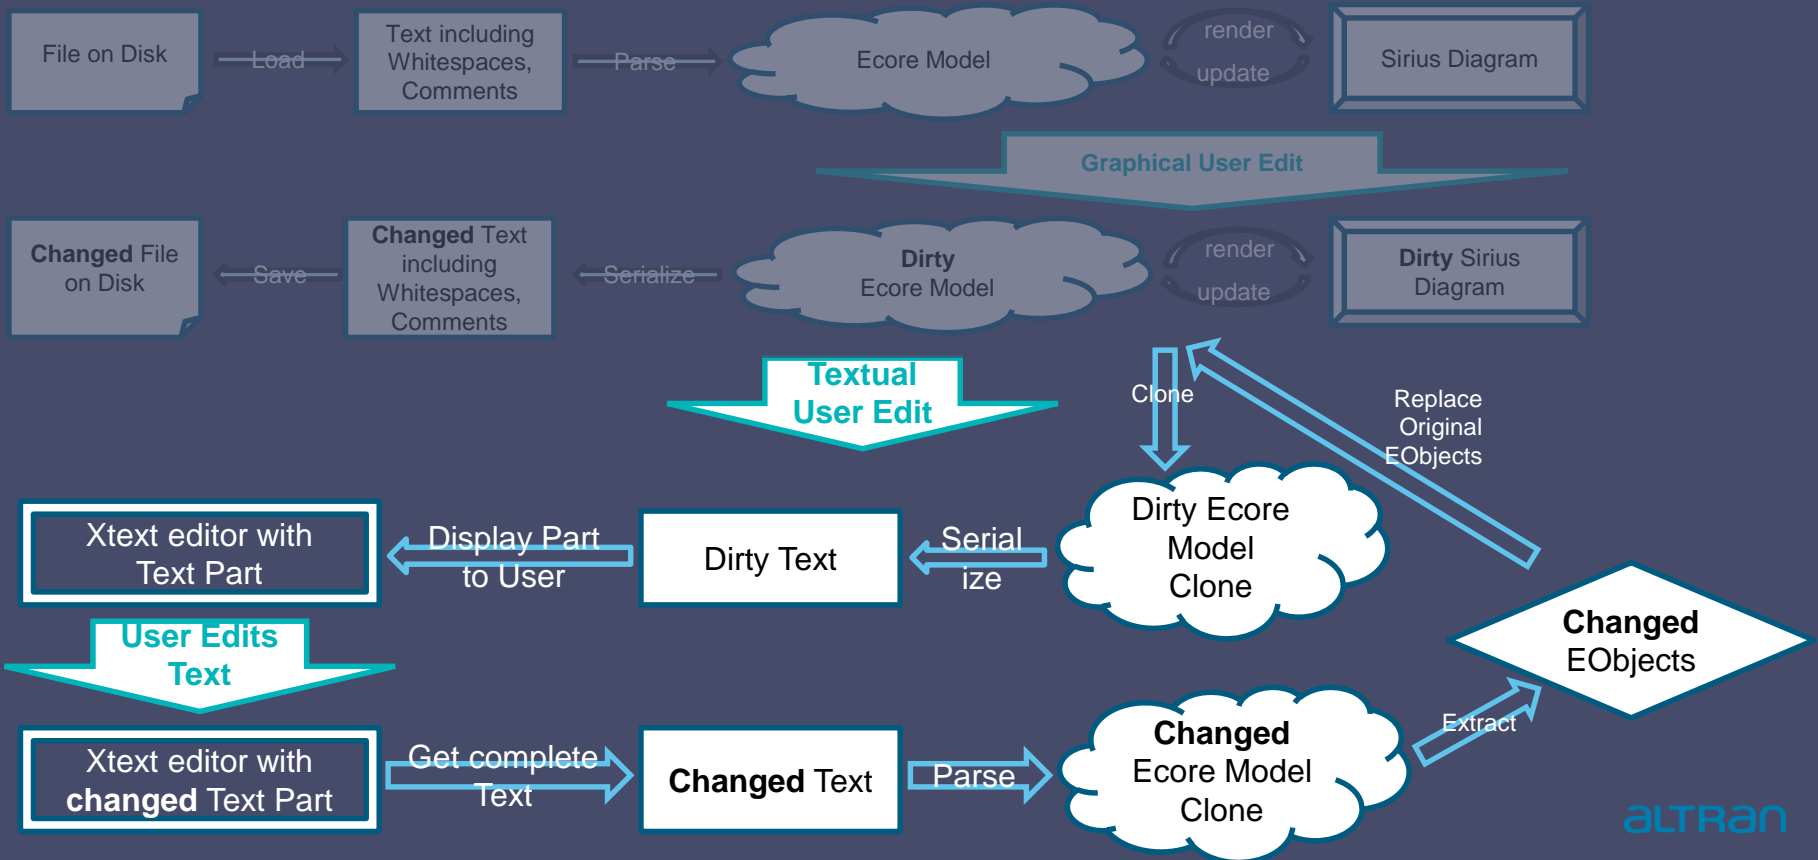 File on Disk
Load
Text including
Whitespaces,
Comments
Parse
Ecore Model
render
update
Sirius Diagram
Graphical User Edit
Changed File
on Disk
Save
Changed Text
including
Whitespaces,
Comments
Serialize
Dirty
Ecore Model
render
update
Dirty Sirius
Diagram
Textual
User Edit
Clone
Replace
Original
EObjects
Xtext editor with
Text Part
Display Part
to User
Dirty Text
Serial
ize
Dirty Ecore
Model
Clone
Changed
EObjects
User Edits
Text
Xtext editor with
changed Text Part
Get complete
Text
Changed Text
Parse
Changed
Ecore Model
Clone
Extract
altran